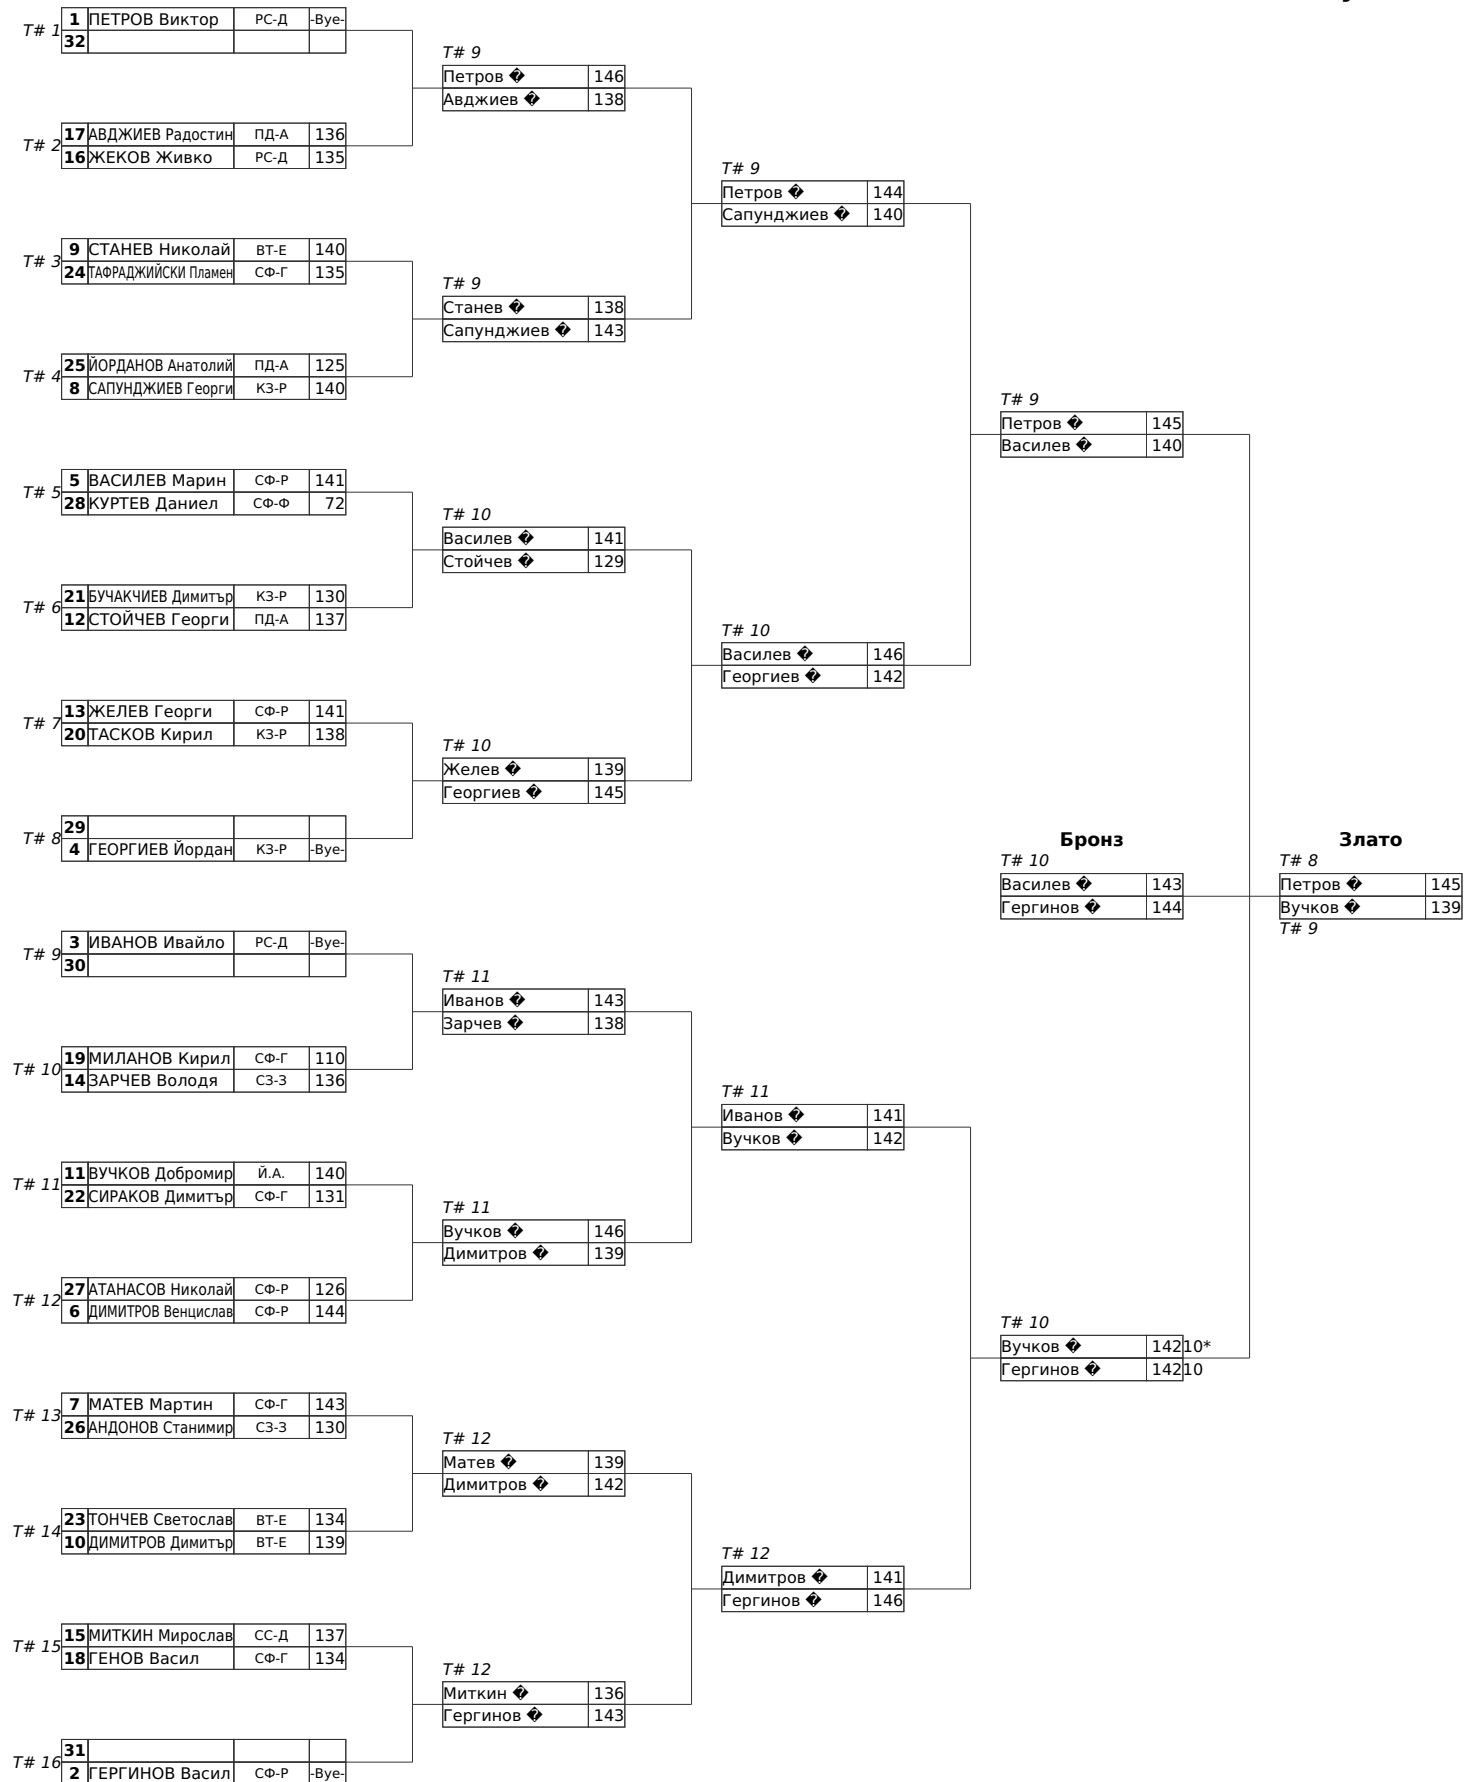 T# 1
1 ПЕТРОВ Виктор РС-Д -Bye-
32
T# 9
Петров � 146
Авджиев � 138
T# 2
17 АВДЖИЕВ Радостин ПД-А 136
16 ЖЕКОВ Живко РС-Д 135
T# 9
Петров � 144
Сапунджиев � 140
T# 3
9 СТАНЕВ Николай ВТ-Е 140
24 ТАФРАДЖИЙСКИ Пламен СФ-Г 135
T# 9
Станев � 138
Сапунджиев � 143
T# 4
25 ЙОРДАНОВ Анатолий ПД-А 125
8 САПУНДЖИЕВ Георги КЗ-Р 140
T# 9
Петров � 145
Василев � 140
T# 5
5 ВАСИЛЕВ Марин СФ-Р 141
28 КУРТЕВ Даниел СФ-Ф 72
T# 10
Василев � 141
Стойчев � 129
T# 6
21 БУЧАКЧИЕВ Димитър КЗ-Р 130
12 СТОЙЧЕВ Георги ПД-А 137
T# 10
Василев � 146
Георгиев � 142
T# 7
13 ЖЕЛЕВ Георги СФ-Р 141
20 ТАСКОВ Кирил КЗ-Р 138
T# 10
Желев � 139
Георгиев � 145
T# 8
29
4 ГЕОРГИЕВ Йордан КЗ-Р -Bye-
Бронз
T# 10
Василев � 143
Гергинов � 144
Злато
T# 8
Петров � 145
Вучков � 139
T# 9
T# 9
3 ИВАНОВ Ивайло РС-Д -Bye-
30
T# 11
Иванов � 143
Зарчев � 138
T# 10
19 МИЛАНОВ Кирил СФ-Г 110
14 ЗАРЧЕВ Володя СЗ-З 136
T# 11
Иванов � 141
Вучков � 142
T# 11
11 ВУЧКОВ Добромир Й.А. 140
22 СИРАКОВ Димитър СФ-Г 131
T# 11
Вучков � 146
Димитров � 139
T# 12
27 АТАНАСОВ Николай СФ-Р 126
6 ДИМИТРОВ Венцислав СФ-Р 144
T# 10
Вучков � 142 10*
Гергинов � 142 10
T# 13
7 МАТЕВ Мартин СФ-Г 143
26 АНДОНОВ Станимир СЗ-З 130
T# 12
Матев � 139
Димитров � 142
T# 14
23 ТОНЧЕВ Светослав ВТ-Е 134
10 ДИМИТРОВ Димитър ВТ-Е 139
T# 12
Димитров � 141
Гергинов � 146
T# 15
15 МИТКИН Мирослав СС-Д 137
18 ГЕНОВ Васил СФ-Г 134
T# 12
Миткин � 136
Гергинов � 143
T# 16
31
2 ГЕРГИНОВ Васил СФ-Р -Bye-